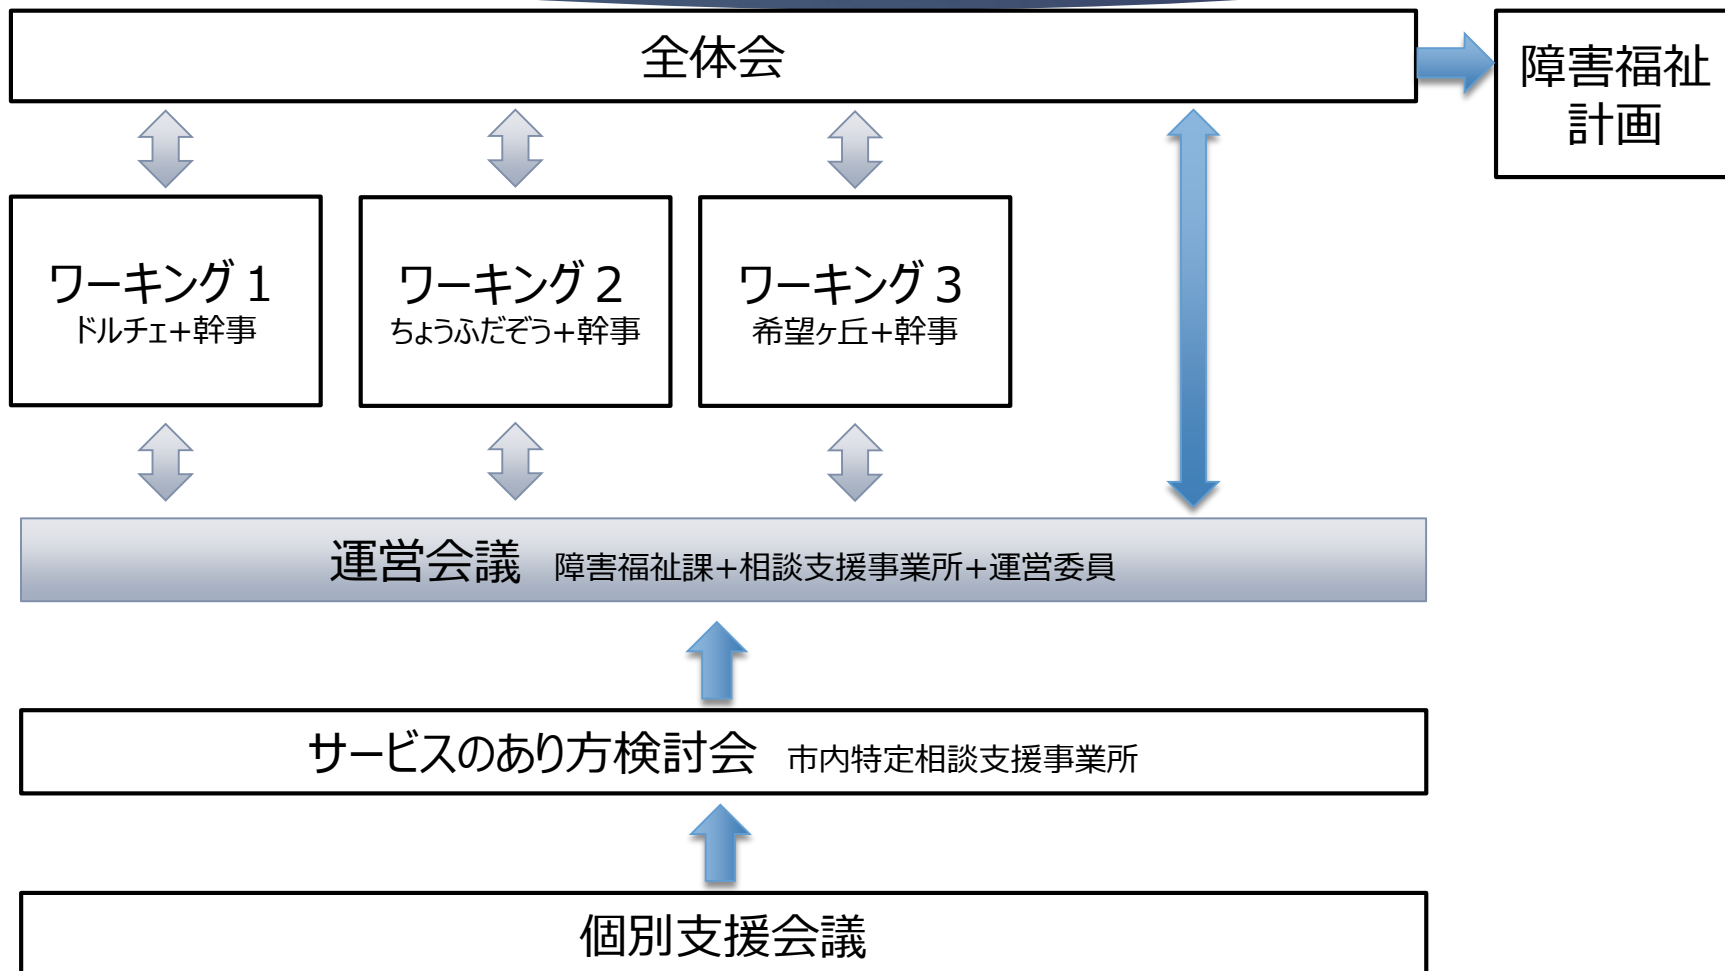 全体会
障害福祉
計画
ワーキング１
ドルチェ+幹事
ワーキング２
ちょうふだぞう+幹事
ワーキング３
希望ヶ丘+幹事
運営会議　障害福祉課+相談支援事業所+運営委員
サービスのあり方検討会　市内特定相談支援事業所
個別支援会議